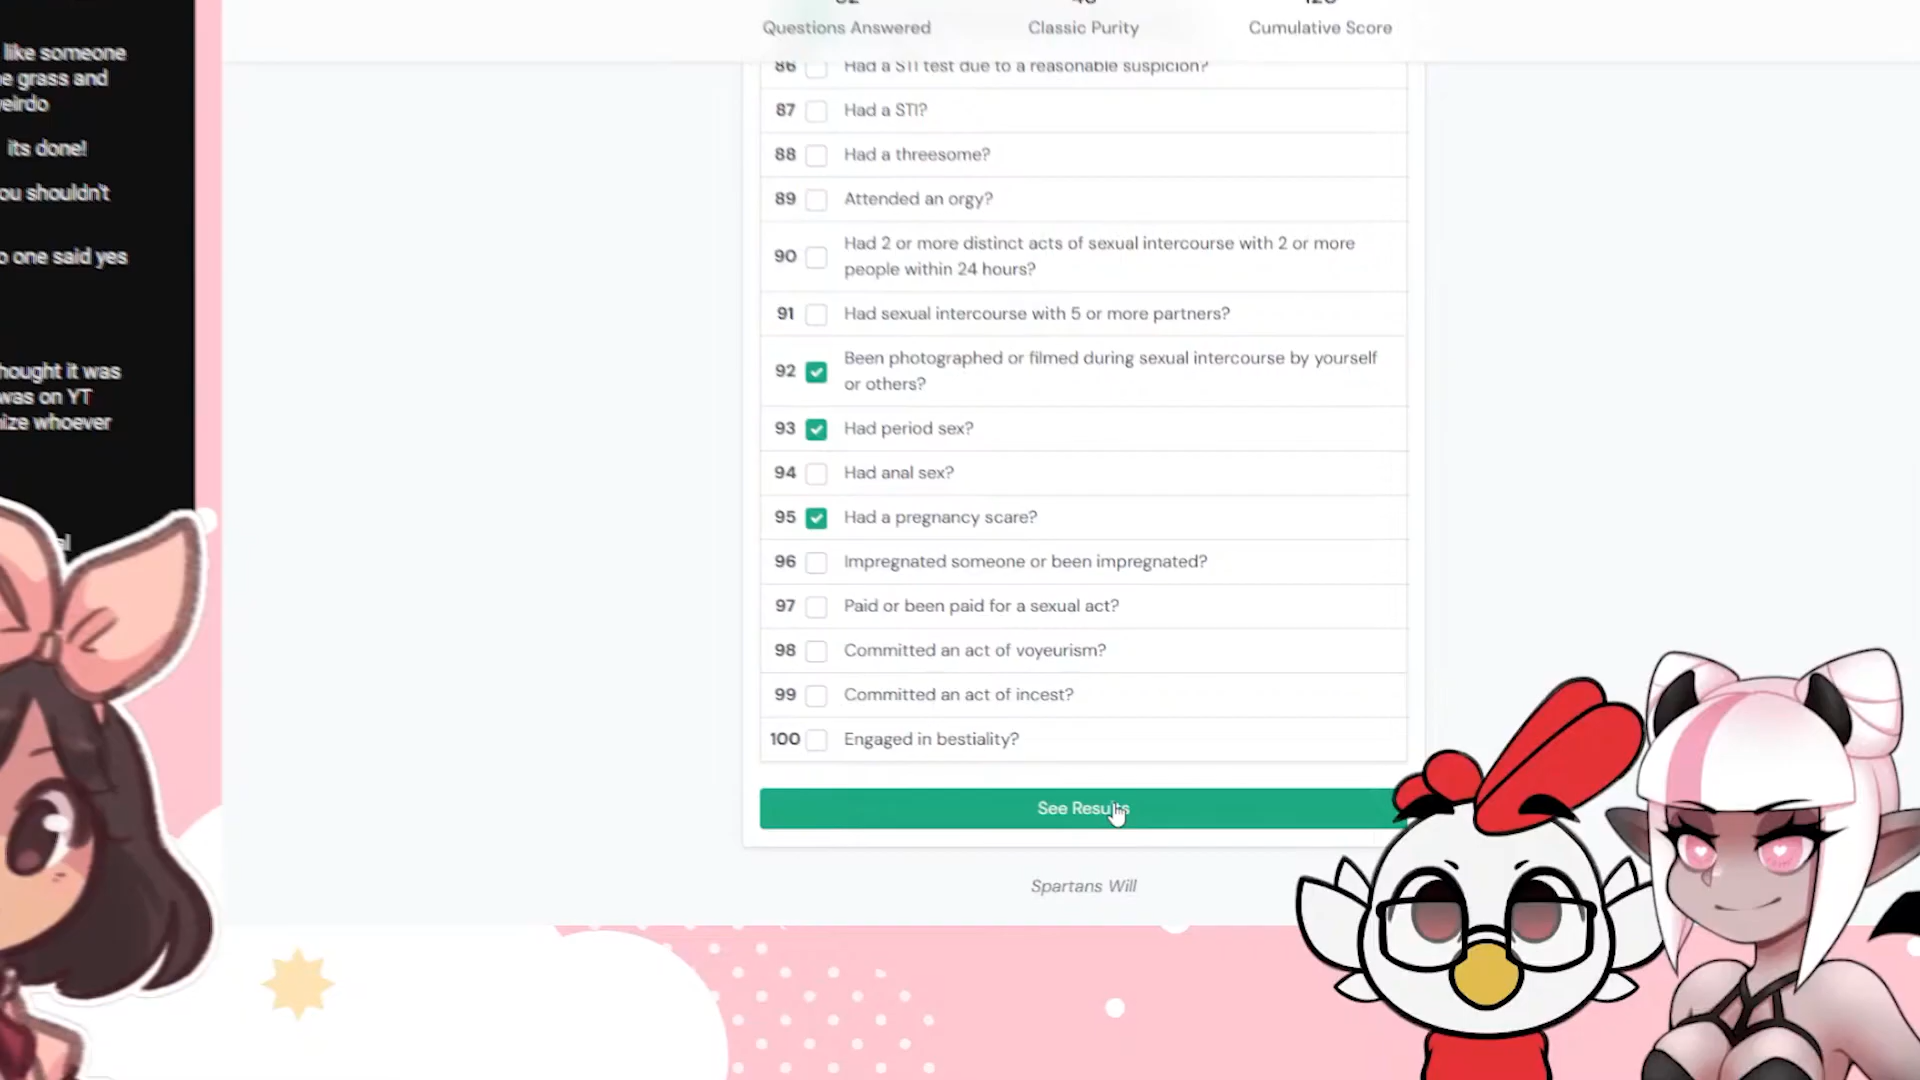 like someone
e grass and
eirdo
its done!
ou shouldn't
o one said yes
hought it was
was on YT
ize whoever
Questions Answered
Classic Purity
Cumulative Score
86 Had a STI test due to a reasonable suspicion?
87 Had a STI?
88 Had a threesome?
89 Attended an orgy?
90 Had 2 or more distinct acts of sexual intercourse with 2 or more
people within 24 hours?
91 Had sexual intercourse with 5 or more partners?
92 Been photographed or filmed during sexual intercourse by yourself
or others?
93 Had period sex?
94 Had anal sex?
95 Had a pregnancy scare?
96 Impregnated someone or been impregnated?
97 Paid or been paid for a sexual act?
98 Committed an act of voyeurism?
99 Committed an act of incest?
100 Engaged in bestiality?
See Results
Spartans Will